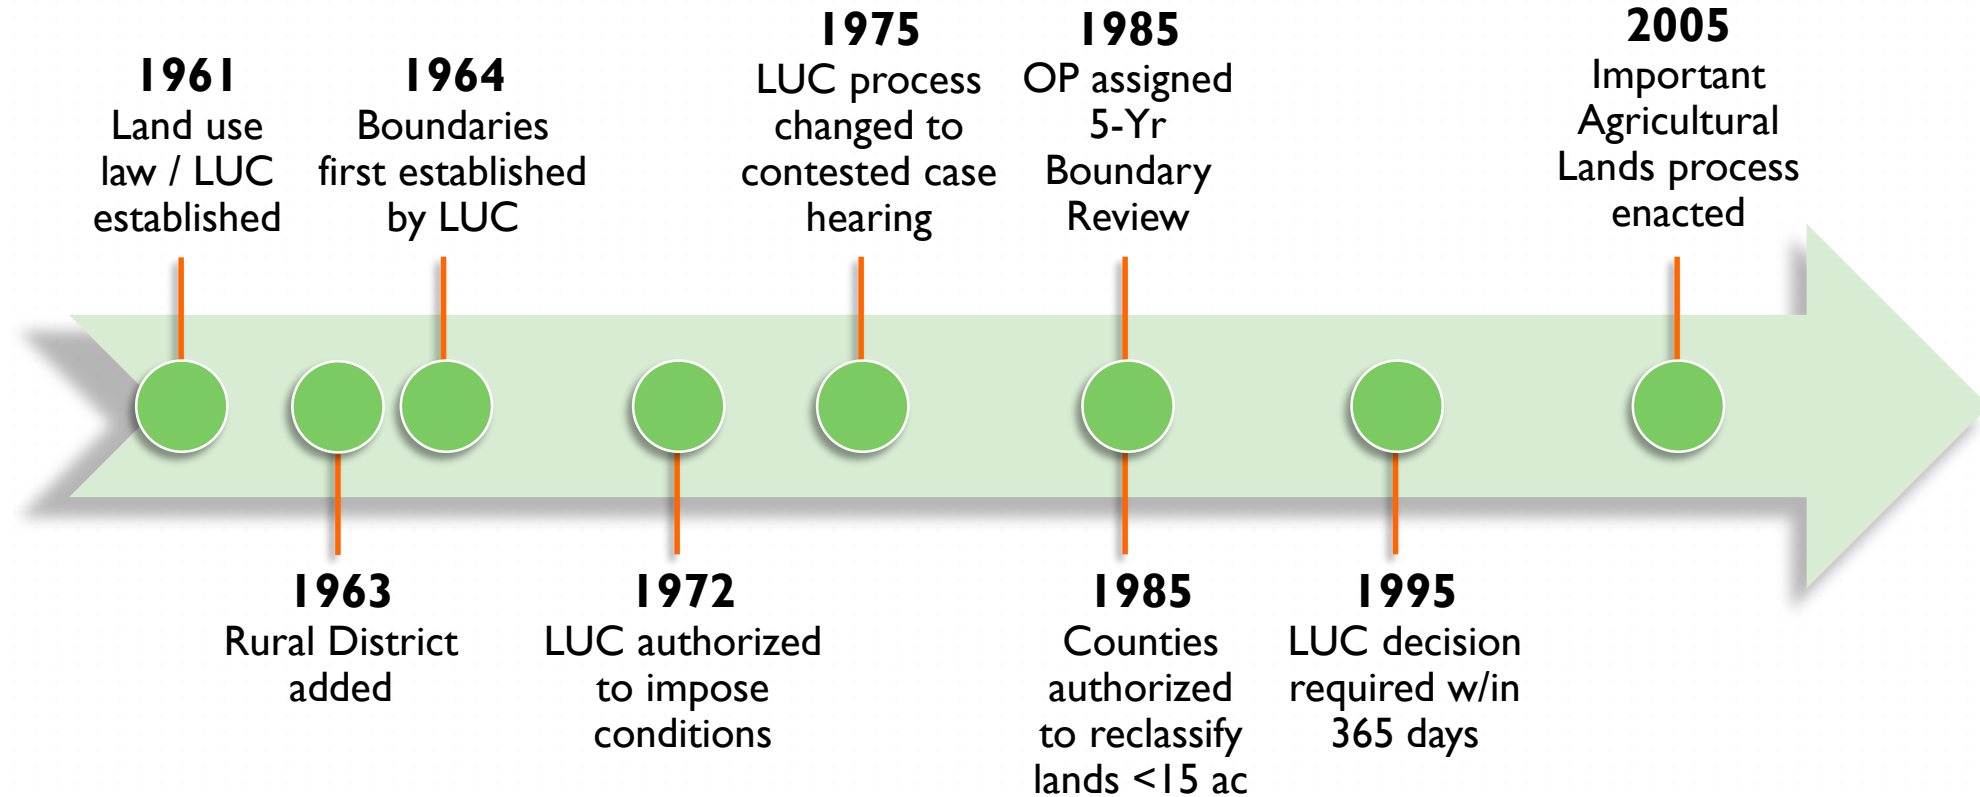 1961
Land use
law / LUC
established
1963
Rural District
added
1964
Boundaries
first established
by LUC
1972
LUC authorized
to impose
conditions
1975
LUC process
changed to
contested case
hearing
1985
OP assigned
5-Yr
Boundary
Review
1985
Counties
authorized
to reclassify
lands <15 ac
1995
LUC decision
required w/in
365 days
2005
Important
Agricultural
Lands process
enacted